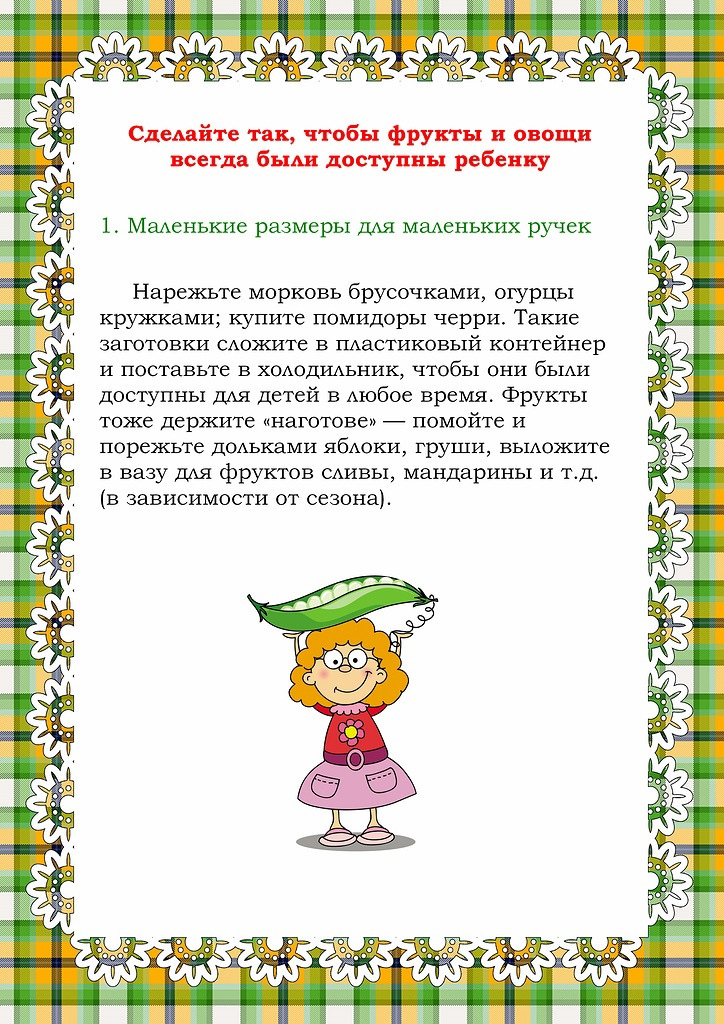 Сделайте так, чтобы фрукты и овощи
всегда были доступны ребенку
1. Маленькие размеры для маленьких ручек
Нарежьте морковь брусочками, огурцы
кружками; купите помидоры черри. Такие
заготовки сложите в пластиковый контейнер
и поставьте в холодильник, чтобы они были
доступны для детей в любое время. Фрукты
тоже держите «наготове» — помойте и
порежьте дольками яблоки, груши, выложите
в вазу для фруктов сливы, мандарины и т.д.
(в зависимости от сезона).